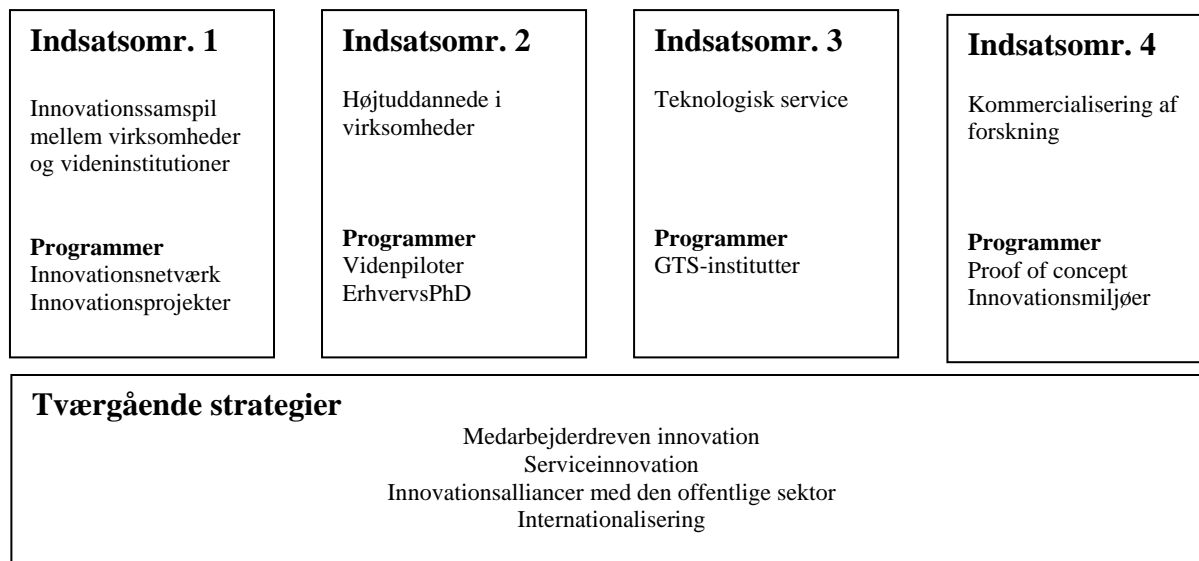 Indsatsomr. 1
Innovationssamspil
mellem virksomheder
og videninstitutioner
Programmer
Innovationsnetværk
Innovationsprojekter
Indsatsomr. 2
Højtuddannede i
virksomheder
Programmer
Videnpiloter
ErhvervsPhD
Indsatsomr. 3
Teknologisk service
Programmer
GTS-institutter
Indsatsomr. 4
Kommercialisering af
forskning
Programmer
Proof of concept
Innovationsmiljøer
Tværgående strategier
Medarbejderdreven innovation
Serviceinnovation
Innovationsalliancer med den offentlige sektor
Internationalisering